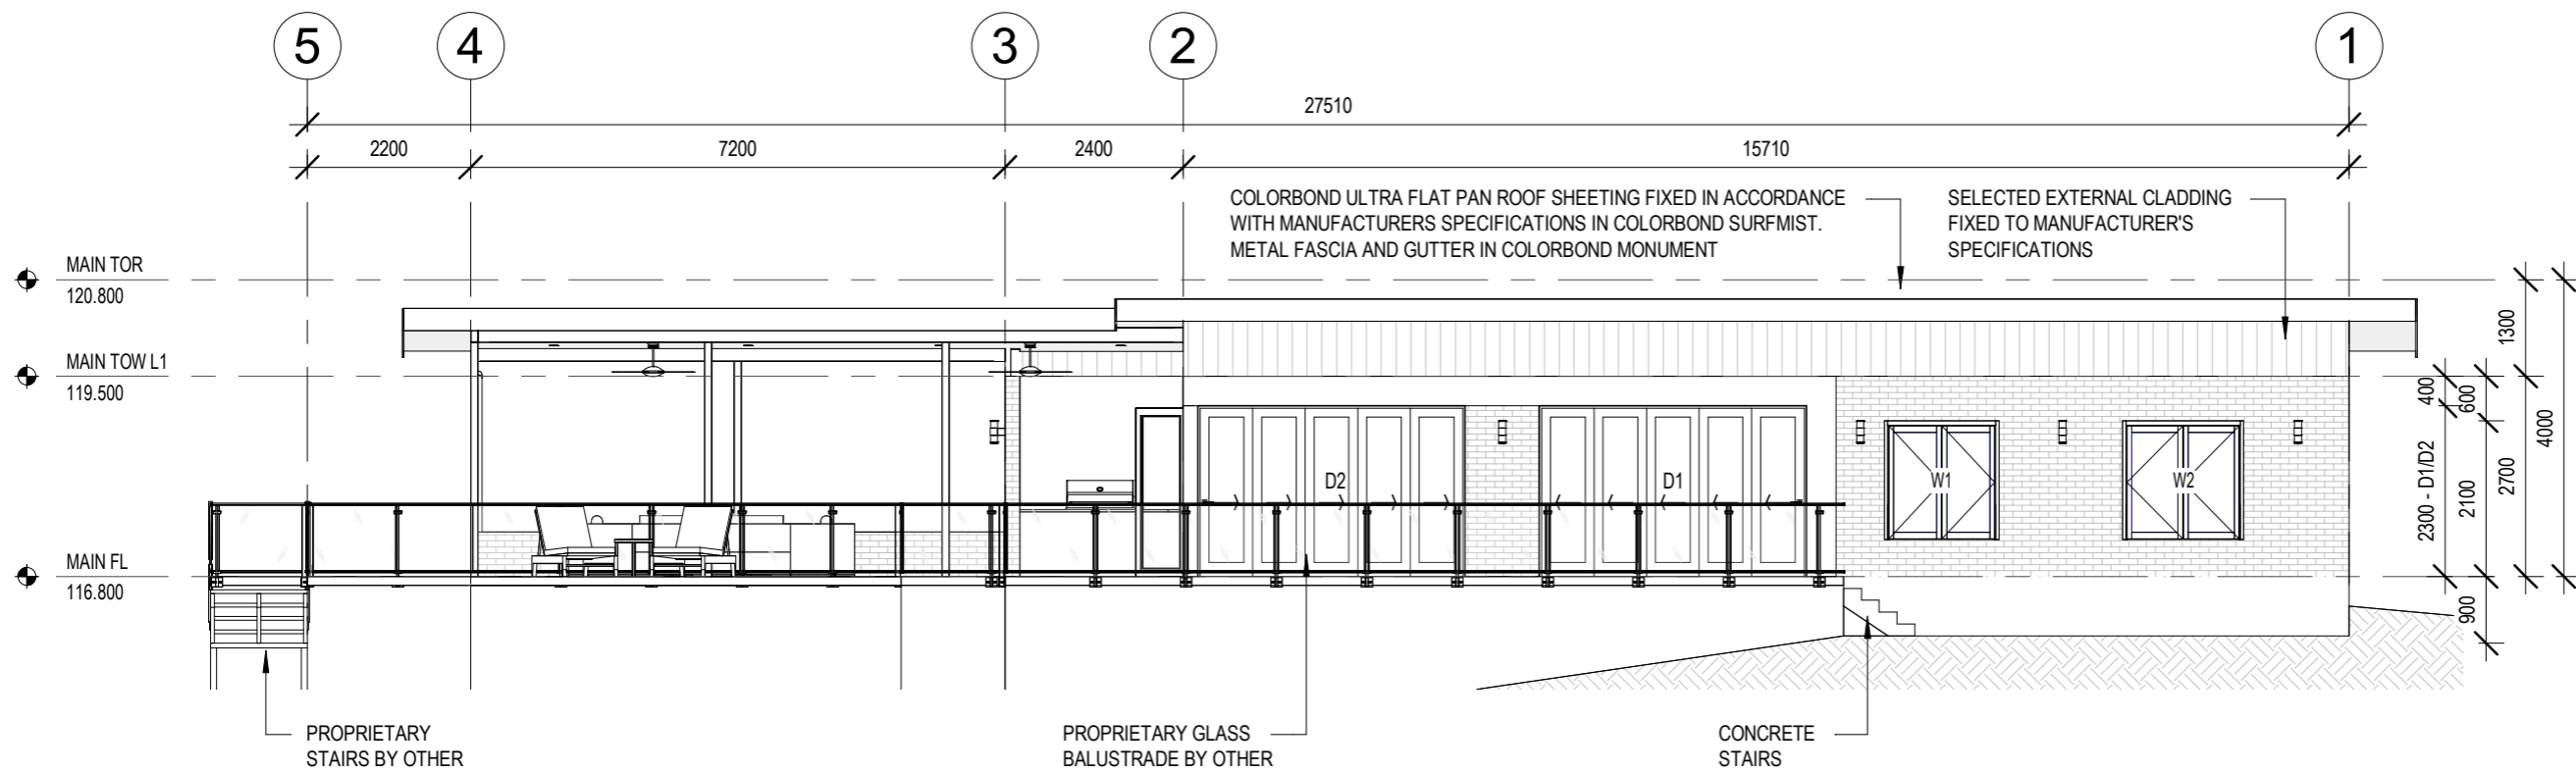 5
4
3
2
1
27510
2200
7200
2400
15710
COLORBOND ULTRA FLAT PAN ROOF SHEETING FIXED IN ACCORDANCE
WITH MANUFACTURERS SPECIFICATIONS IN COLORBOND SURFMIST.
METAL FASCIA AND GUTTER IN COLORBOND MONUMENT
SELECTED EXTERNAL CLADDING
FIXED TO MANUFACTURER'S
SPECIFICATIONS
MAIN TOR
120.800
MAIN TOW L1
119.500
MAIN FL
116.800
D2
D1
W1
W2
1300
400
600
4000
2300 - D1/D2
2100
2700
900
PROPRIETARY
STAIRS BY OTHER
PROPRIETARY GLASS
BALUSTRADE BY OTHER
CONCRETE
STAIRS